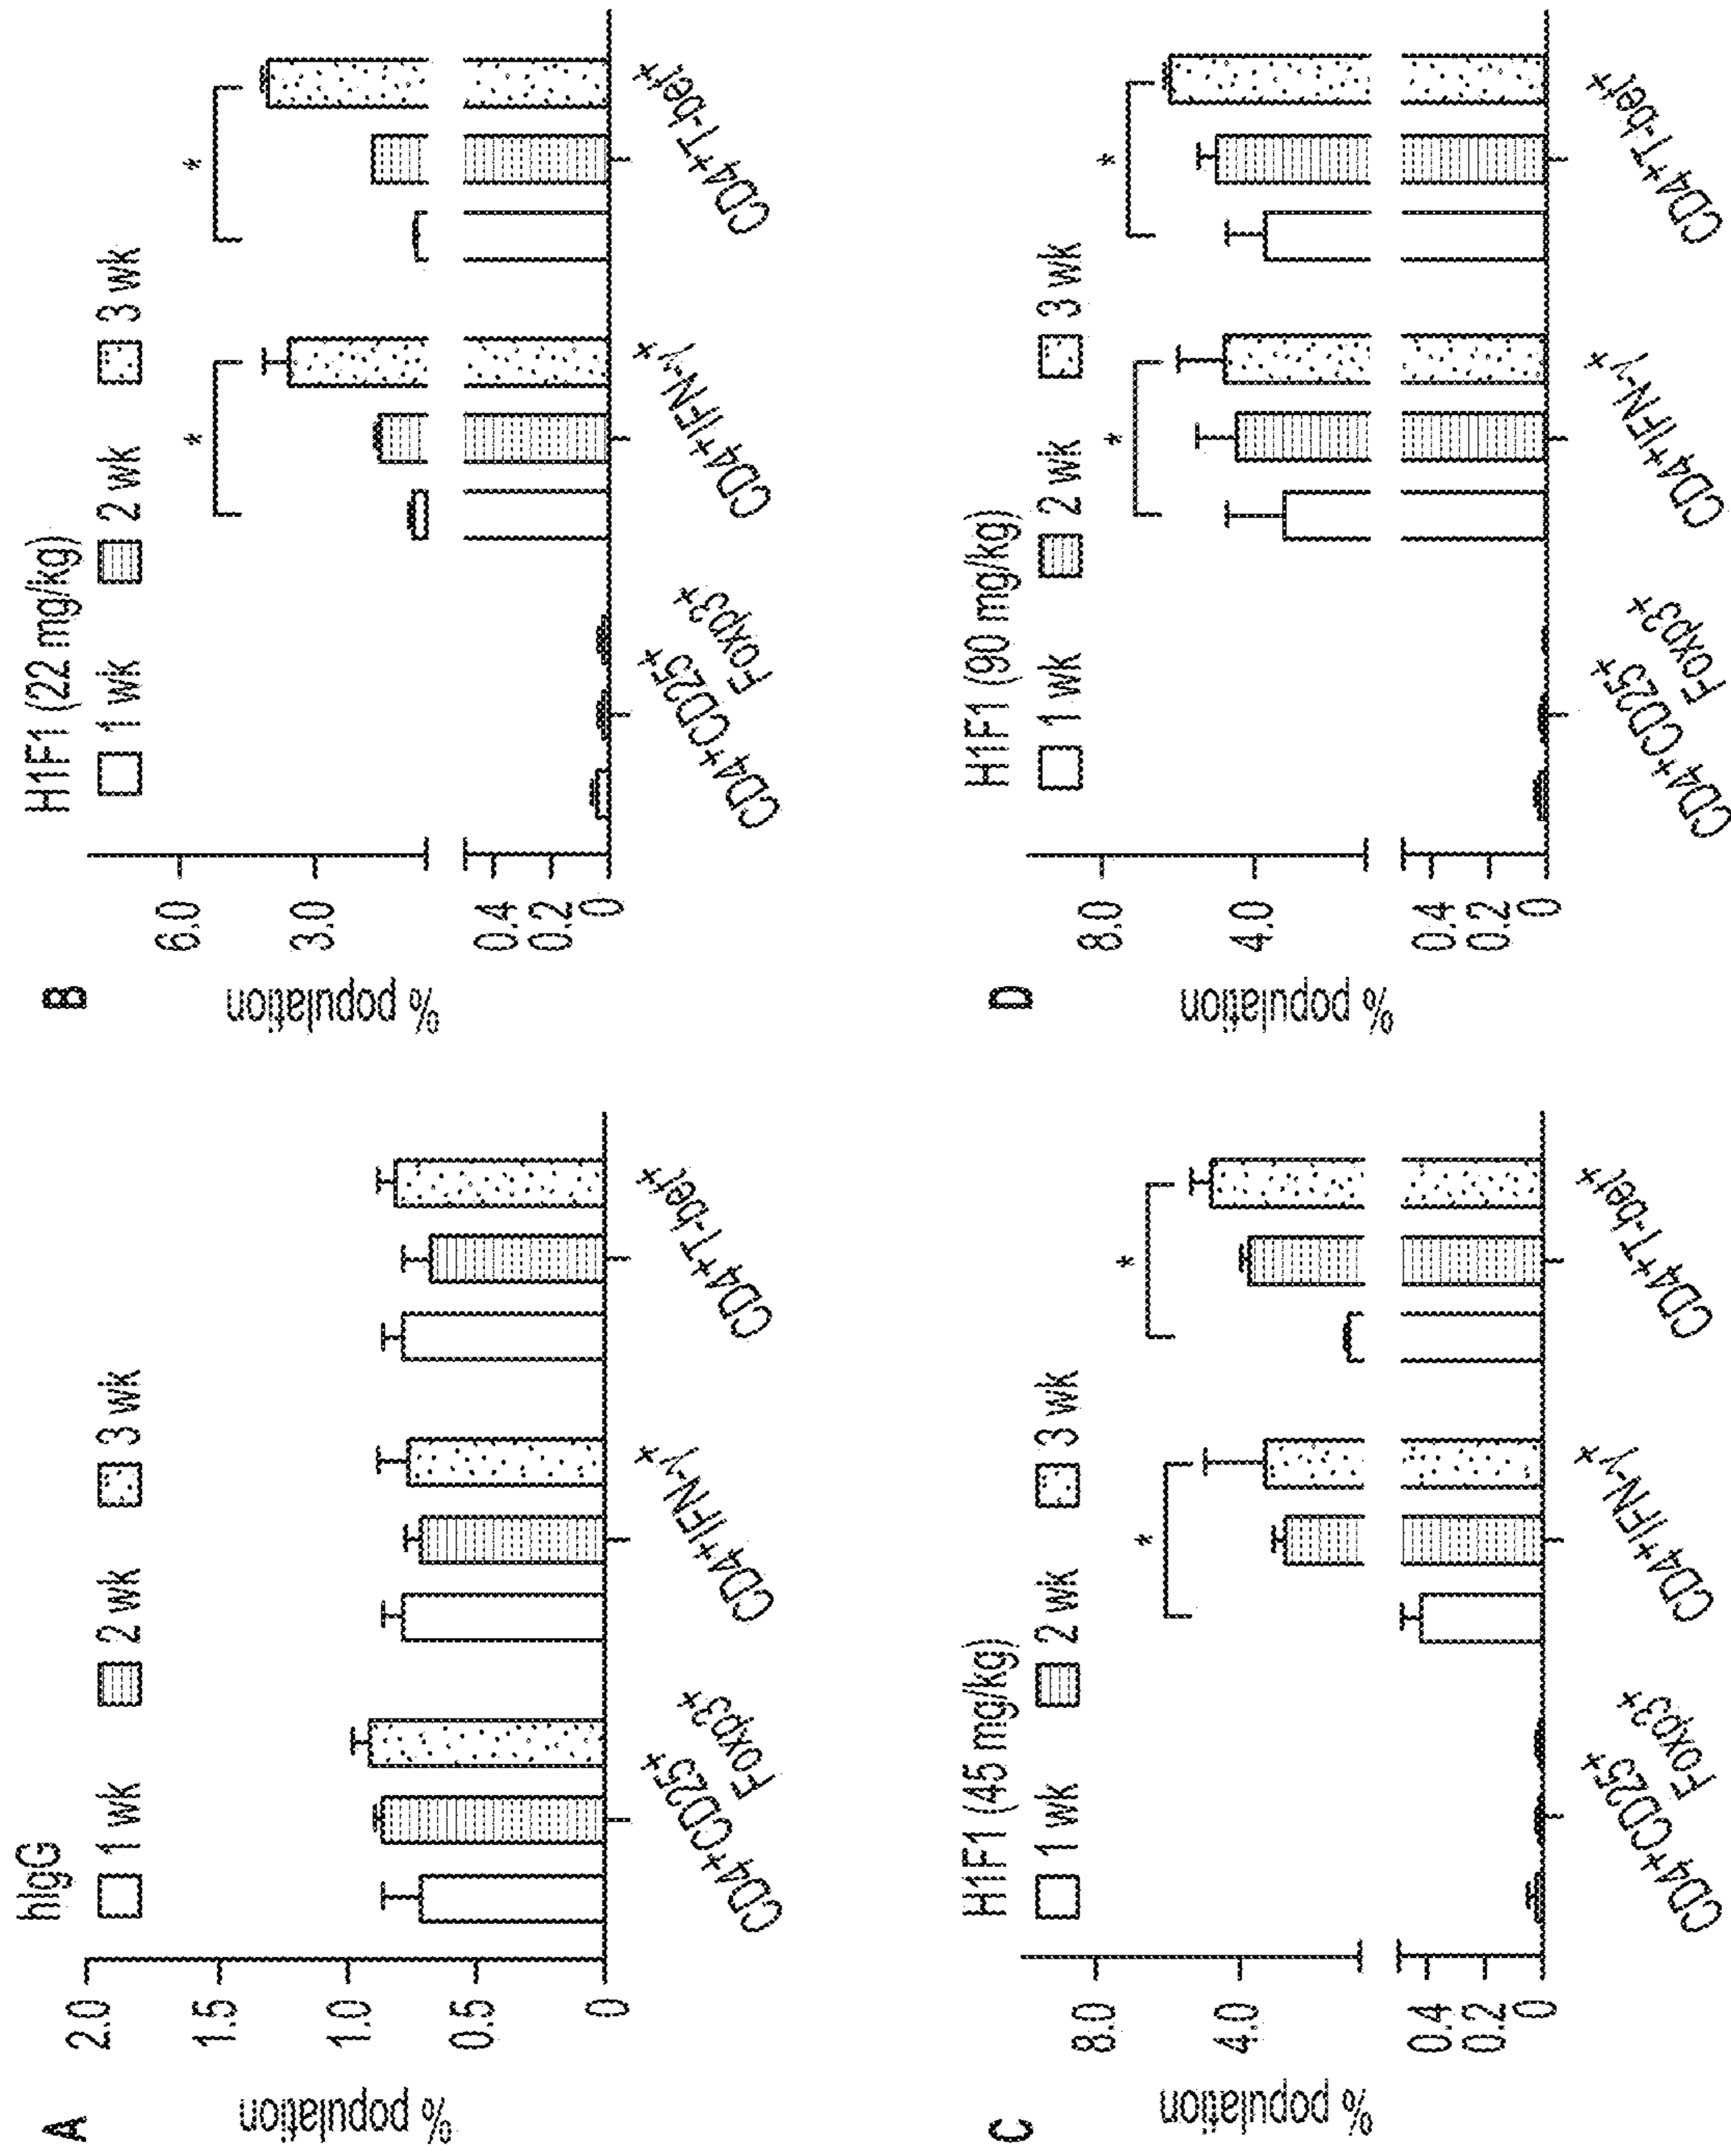 A
hIgG
1 wk 2 wk 3 wk
% population
2.0
1.5
1.0
0.5
0
CD4+CD25+
Foxp3+
CD4+IFN-γ+
CD4+T-bet+
B
H1F1 (22 mg/kg)
1 wk 2 wk 3 wk
% population
6.0
3.0
0.4
0.2
0
*
*
CD4+CD25+
Foxp3+
CD4+IFN-γ+
CD4+T-bet+
C
H1F1 (45 mg/kg)
1 wk 2 wk 3 wk
% population
8.0
4.0
0.4
0.2
0
*
*
CD4+CD25+
Foxp3+
CD4+IFN-γ+
CD4+T-bet+
D
H1F1 (90 mg/kg)
1 wk 2 wk 3 wk
% population
8.0
4.0
0.4
0.2
0
*
*
CD4+CD25+
Foxp3+
CD4+IFN-γ+
CD4+T-bet+